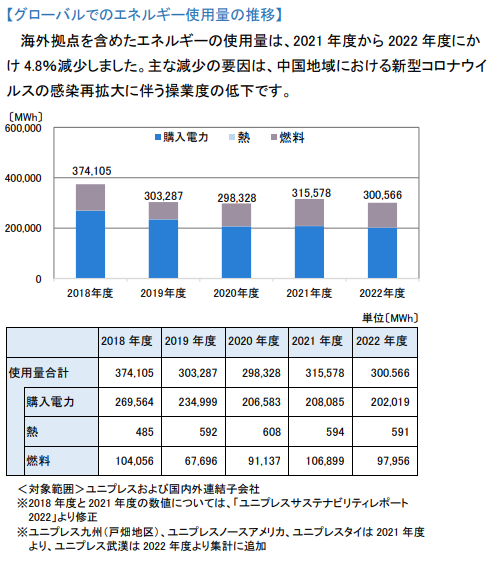 【グローバルでのエネルギー使用量の推移】
海外拠点を含めたエネルギーの使用量は、2021 年度から 2022 年度にか
け 4.8%減少しました。主な減少の要因は、中国地域における新型コロナウイ
ルスの感染再拡大に伴う操業度の低下です。
〔MWh〕
600,000
400,000
200,000
0
購入電力 熱 燃料
374,105
303,287
298,328
315,578
300,566
2018年度 2019年度 2020年度 2021年度 2022年度
単位〔MWh〕
2018 年度 2019 年度 2020 年度 2021 年度 2022 年度
使用量合計 374,105 303,287 298,328 315,578 300.566
購入電力 269,564 234,999 206,583 208,085 202,019
熱 485 592 608 594 591
燃料 104,056 67,696 91,137 106,899 97,956
＜対象範囲＞ユニプレスおよび国内外連結子会社
※2018 年度と 2021 年度の数値については、「ユニプレスサステナビリティレポート
2022」より修正
※ユニプレス九州（戸畑地区）、ユニプレスノースアメリカ、ユニプレスタイは 2021 年度
より、ユニプレス武漢は 2022 年度より集計に追加